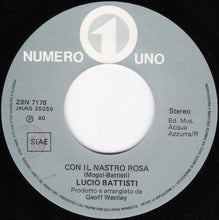 NUMERO 1 UNO
ZBN 7178
JKAS 35359
℗ 80
Stereo
Ed. Mus.
Acqua
Azzurra/R
SIAE
CON IL NASTRO ROSA
(Mogol-Battisti)
LUCIO BATTISTI
Prodotto e arrangiato da
Geoff Westley